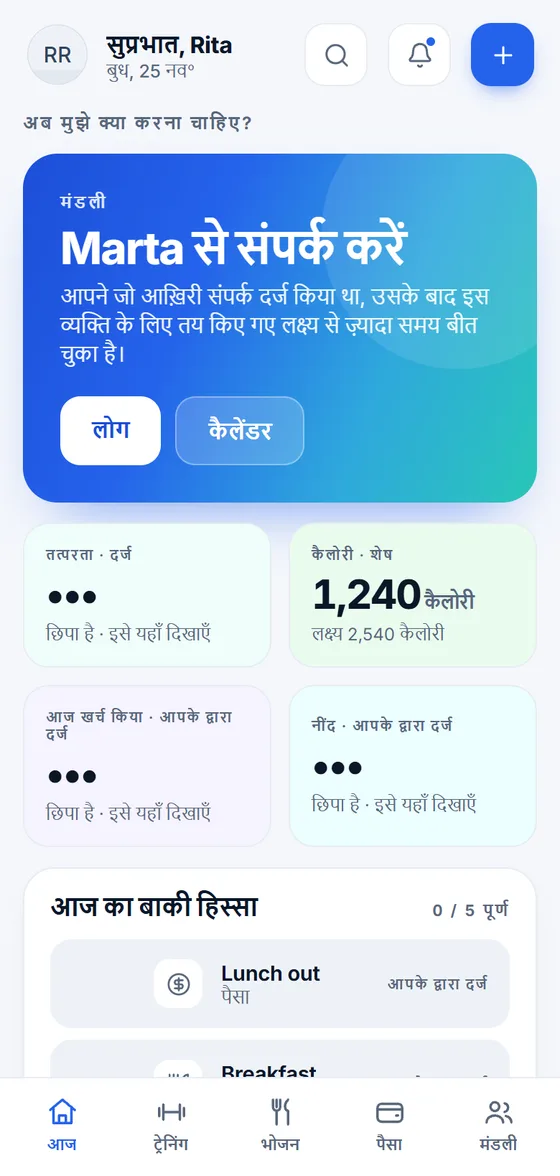 RR
सुप्रभात, Rita
बुध, 25 नव॰
अब मुझे क्या करना चाहिए?
मंडली
Marta से संपर्क करें
आपने जो आख़िरी संपर्क दर्ज किया था, उसके बाद इस
व्यक्ति के लिए तय किए गए लक्ष्य से ज़्यादा समय बीत
चुका है।
लोग
कैलेंडर
तत्परता · दर्ज
•••
छिपा है · इसे यहाँ दिखाएँ
कैलोरी · शेष
1,240 कैलोरी
लक्ष्य 2,540 कैलोरी
आज खर्च किया · आपके द्वारा
दर्ज
•••
छिपा है · इसे यहाँ दिखाएँ
नींद · आपके द्वारा दर्ज
•••
छिपा है · इसे यहाँ दिखाएँ
आज का बाकी हिस्सा
0 / 5 पूर्ण
Lunch out
पैसा
आपके द्वारा दर्ज
Breakfast
आज
ट्रेनिंग
भोजन
पैसा
मंडली